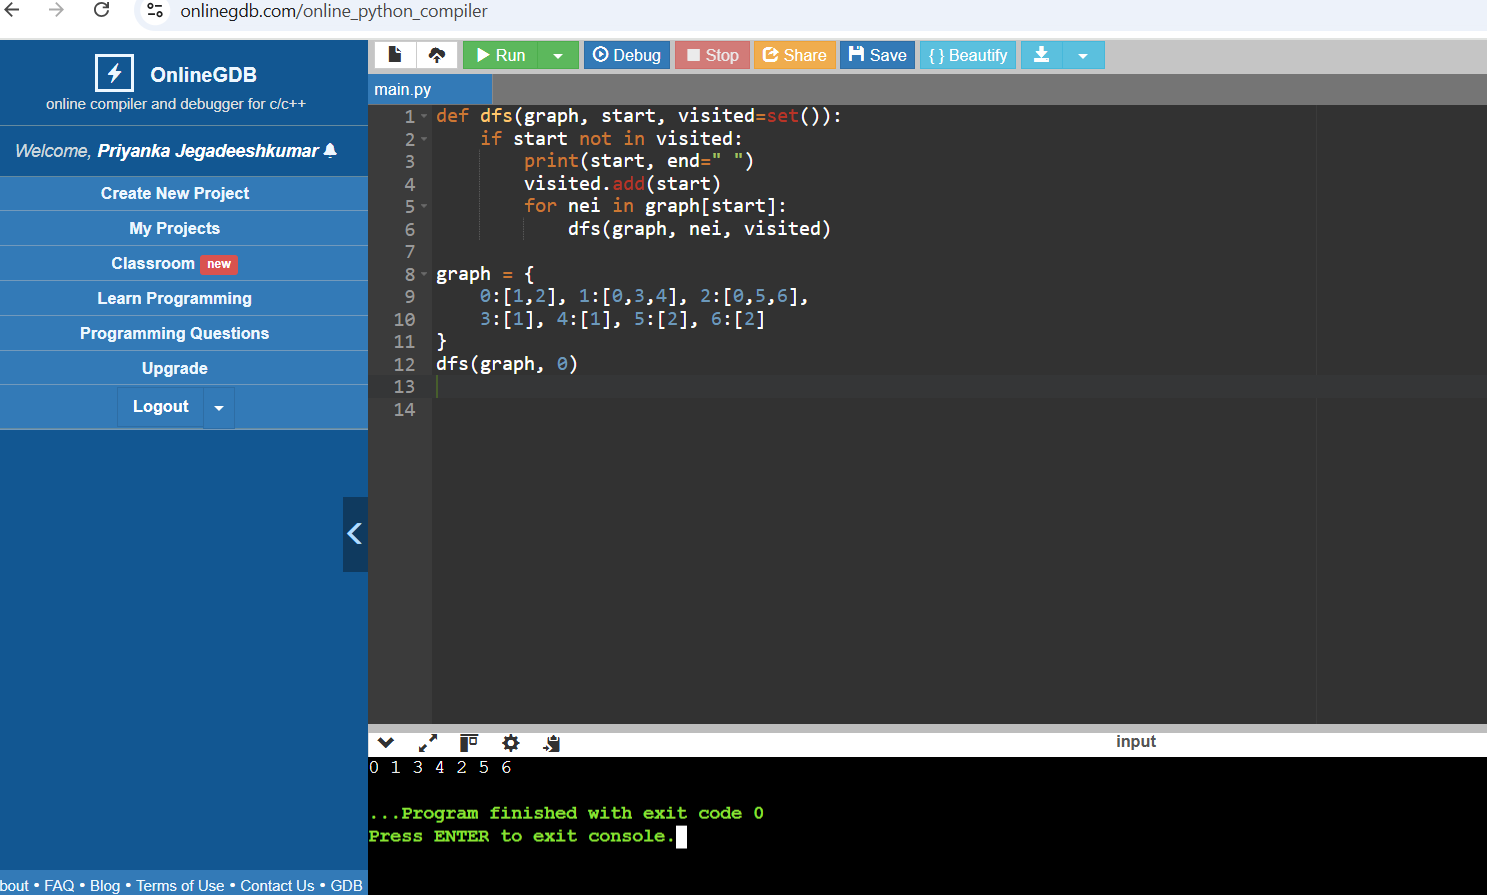 onlinegdb.com/online_python_compiler
OnlineGDB
online compiler and debugger for c/c++
Welcome, Priyanka Jegadeeshkumar
Create New Project
My Projects
Classroom new
Learn Programming
Programming Questions
Upgrade
Logout
bout • FAQ • Blog • Terms of Use • Contact Us • GDB
Run Debug Stop Share Save { } Beautify
main.py
1 def dfs(graph, start, visited=set()):
2     if start not in visited:
3         print(start, end=" ")
4         visited.add(start)
5         for nei in graph[start]:
6             dfs(graph, nei, visited)
7
8 graph = {
9     0:[1,2], 1:[0,3,4], 2:[0,5,6],
10     3:[1], 4:[1], 5:[2], 6:[2]
11 }
12 dfs(graph, 0)
13
14
input
0 1 3 4 2 5 6
...Program finished with exit code 0
Press ENTER to exit console.